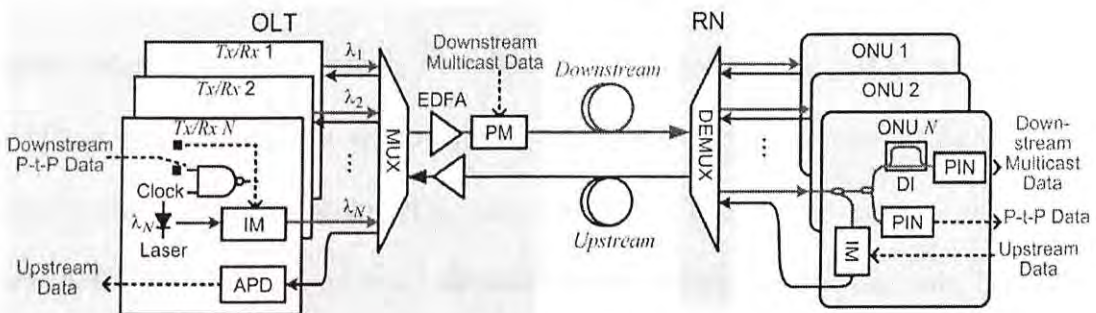 OLT
RN
Tx/Rx 1
Tx/Rx 2
Tx/Rx N
Downstream
P-t-P Data
Clock
λN
Laser
IM
Upstream
Data
APD
λ1
λ2
λN
MUX
EDFA
Downstream
Multicast Data
PM
Downstream
Upstream
DEMUX
ONU 1
ONU 2
ONU N
DI
PIN
PIN
IM
Down-
stream
Multicast
Data
P-t-P Data
Upstream
Data